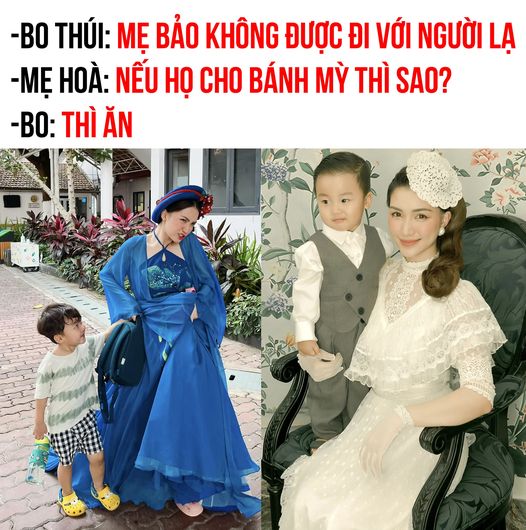 -BO THÚI: MẸ BẢO KHÔNG ĐƯỢC ĐI VỚI NGƯỜI LẠ
-MẸ HOÀ: NẾU HỌ CHO BÁNH MỲ THÌ SAO?
-BO: THÌ ĂN